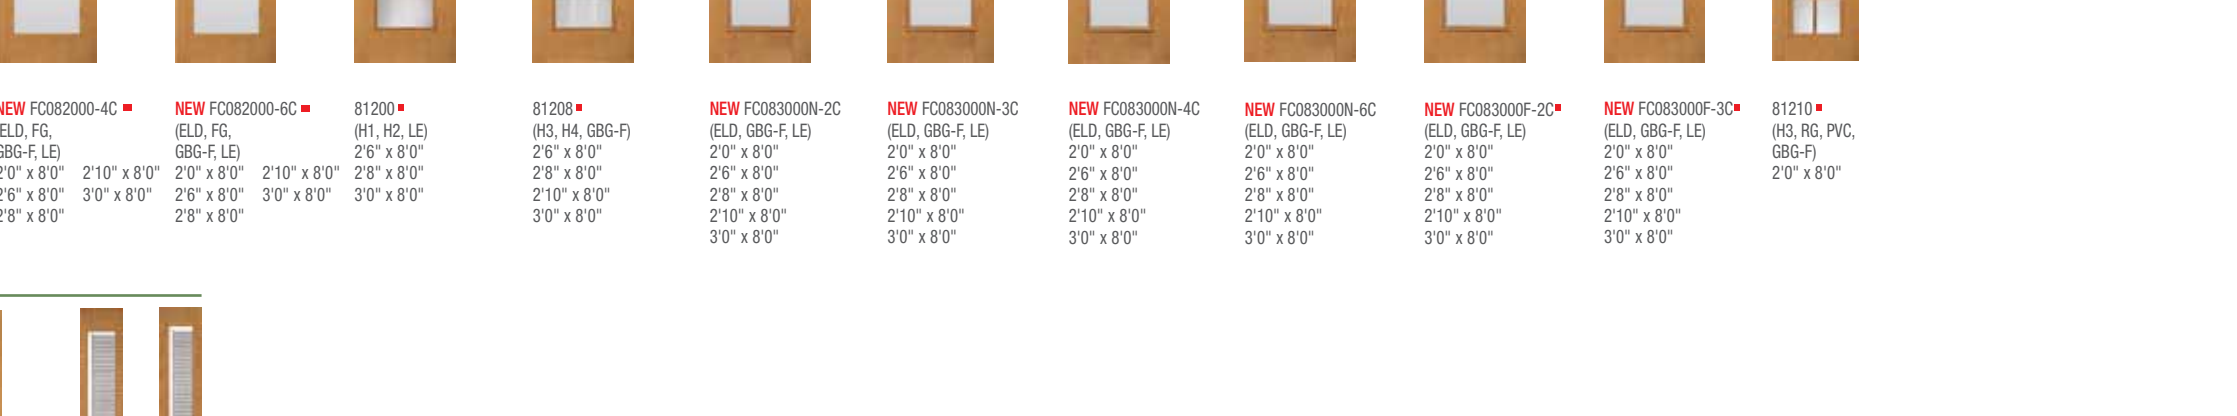 NEW FC082000-4C
ELD, FG,
GBG-F, LE)
2'0" x 8'0" 2'10" x 8'0"
2'6" x 8'0" 3'0" x 8'0"
2'8" x 8'0"
NEW FC082000-6C
(ELD, FG,
GBG-F, LE)
2'0" x 8'0" 2'10" x 8'0"
2'6" x 8'0" 3'0" x 8'0"
2'8" x 8'0"
81200
(H1, H2, LE)
2'6" x 8'0"
2'8" x 8'0"
3'0" x 8'0"
81208
(H3, H4, GBG-F)
2'6" x 8'0"
2'8" x 8'0"
2'10" x 8'0"
3'0" x 8'0"
NEW FC083000N-2C
(ELD, GBG-F, LE)
2'0" x 8'0"
2'6" x 8'0"
2'8" x 8'0"
2'10" x 8'0"
3'0" x 8'0"
NEW FC083000N-3C
(ELD, GBG-F, LE)
2'0" x 8'0"
2'6" x 8'0"
2'8" x 8'0"
2'10" x 8'0"
3'0" x 8'0"
NEW FC083000N-4C
(ELD, GBG-F, LE)
2'0" x 8'0"
2'6" x 8'0"
2'8" x 8'0"
2'10" x 8'0"
3'0" x 8'0"
NEW FC083000N-6C
(ELD, GBG-F, LE)
2'0" x 8'0"
2'6" x 8'0"
2'8" x 8'0"
2'10" x 8'0"
3'0" x 8'0"
NEW FC083000F-2C
(ELD, GBG-F, LE)
2'0" x 8'0"
2'6" x 8'0"
2'8" x 8'0"
2'10" x 8'0"
3'0" x 8'0"
NEW FC083000F-3C
(ELD, GBG-F, LE)
2'0" x 8'0"
2'6" x 8'0"
2'8" x 8'0"
2'10" x 8'0"
3'0" x 8'0"
81210
(H3, RG, PVC,
GBG-F)
2'0" x 8'0"